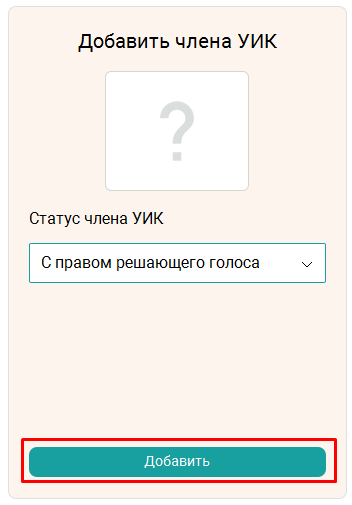 Добавить члена УИК
?
Статус члена УИК
С правом решающего голоса
Добавить